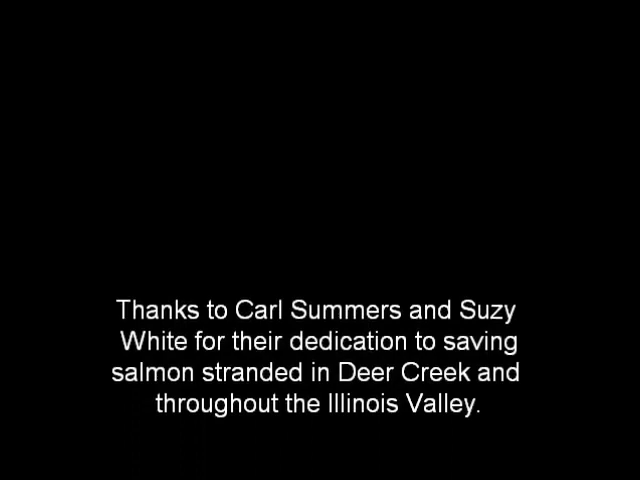 Thanks to Carl Summers and Suzy
White for their dedication to saving
salmon stranded in Deer Creek and
throughout the Illinois Valley.